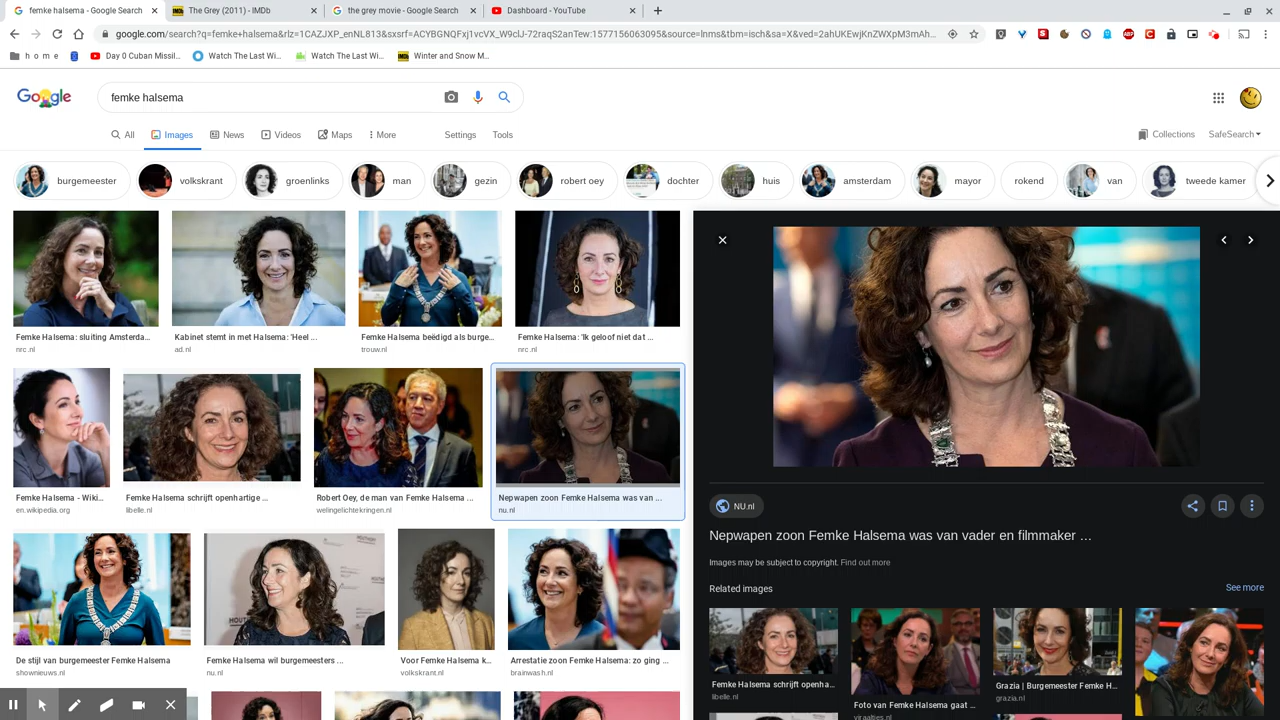 femke halsema - Google Search
The Grey (2011) - IMDb
the grey movie - Google Search
Dashboard - YouTube
google.com/search?q=femke+halsema&rlz=1CAZJXP_enNL813&sxsrf=ACYBGNQFxj1vcVX_W9clJ-72raqS2anTew:1577156063095&source=lnms&tbm=isch&sa=X&ved=2ahUKEwjKnZWXpM3mAh...
h o m e
Day 0 Cuban Missil...
Watch The Last Wi...
Watch The Last Wi...
Winter and Snow M...
Google
femke halsema
All
Images
News
Videos
Maps
More
Settings
Tools
Collections
SafeSearch
burgemeester
volkskrant
groenlinks
man
gezin
robert oey
dochter
huis
amsterdam
mayor
rokend
van
tweede kamer
Femke Halsema: sluiting Amsterda...
nrc.nl
Kabinet stemt in met Halsema: 'Heel ...
ad.nl
Femke Halsema beëdigd als burge...
trouw.nl
Femke Halsema: 'Ik geloof niet dat ...
nrc.nl
Femke Halsema - Wiki...
en.wikipedia.org
Femke Halsema schrijft openhartige ...
libelle.nl
Robert Oey, de man van Femke Halsema ...
welingelichtekringen.nl
Nepwapen zoon Femke Halsema was van ...
nu.nl
De stijl van burgemeester Femke Halsema
shownieuws.nl
Femke Halsema wil burgemeesters ...
nu.nl
Voor Femke Halsema k...
volkskrant.nl
Arrestatie zoon Femke Halsema: zo ging ...
brainwash.nl
NU.nl
Nepwapen zoon Femke Halsema was van vader en filmmaker ...
Images may be subject to copyright. Find out more
Related images
See more
Femke Halsema schrijft openha...
libelle.nl
Foto van Femke Halsema gaat ...
viraaltjes.nl
Grazia | Burgemeester Femke H...
grazia.nl